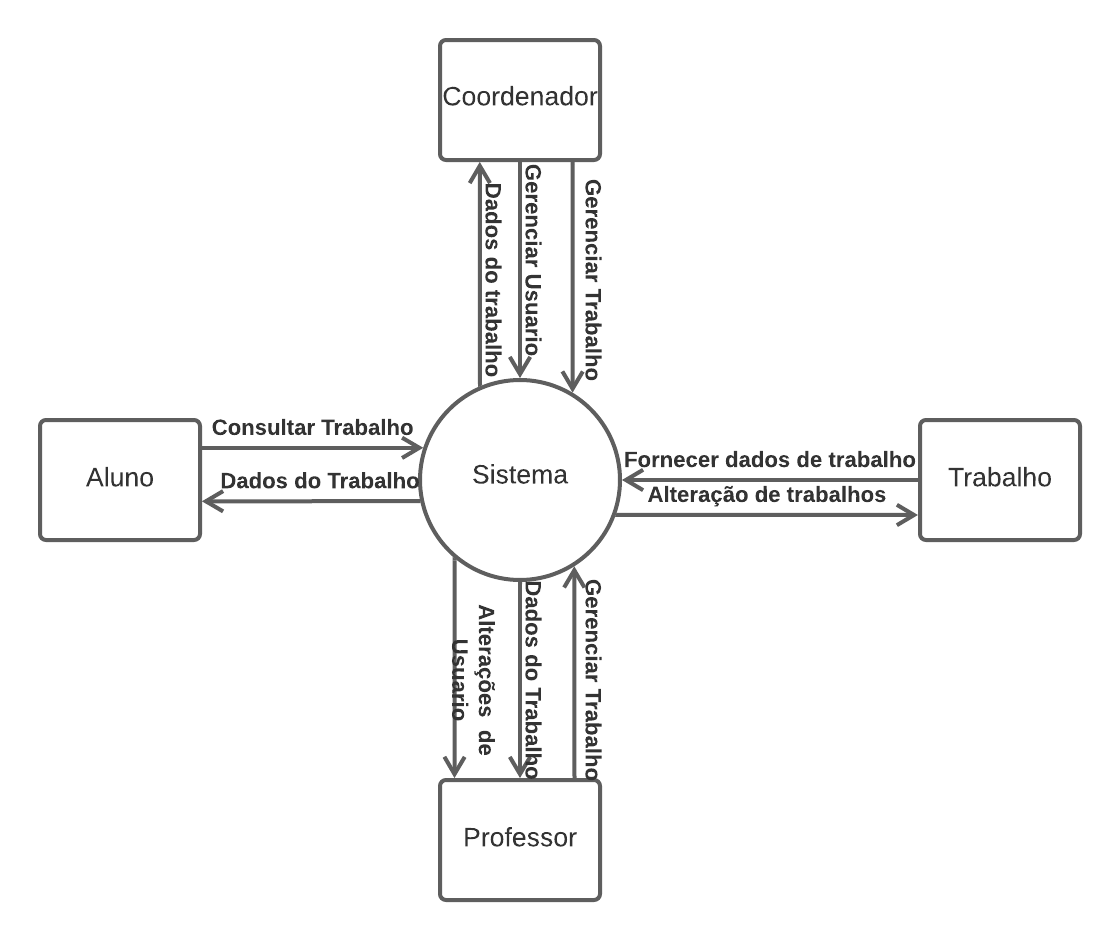 Coordenador
Dados do trabalho
Gerenciar Usuario
Gerenciar Trabalho
Consultar Trabalho
Aluno
Dados do Trabalho
Sistema
Fornecer dados de trabalho
Alteração de trabalhos
Trabalho
Alterações de
Usuario
Dados do Trabalho
Gerenciar Trabalho
Professor